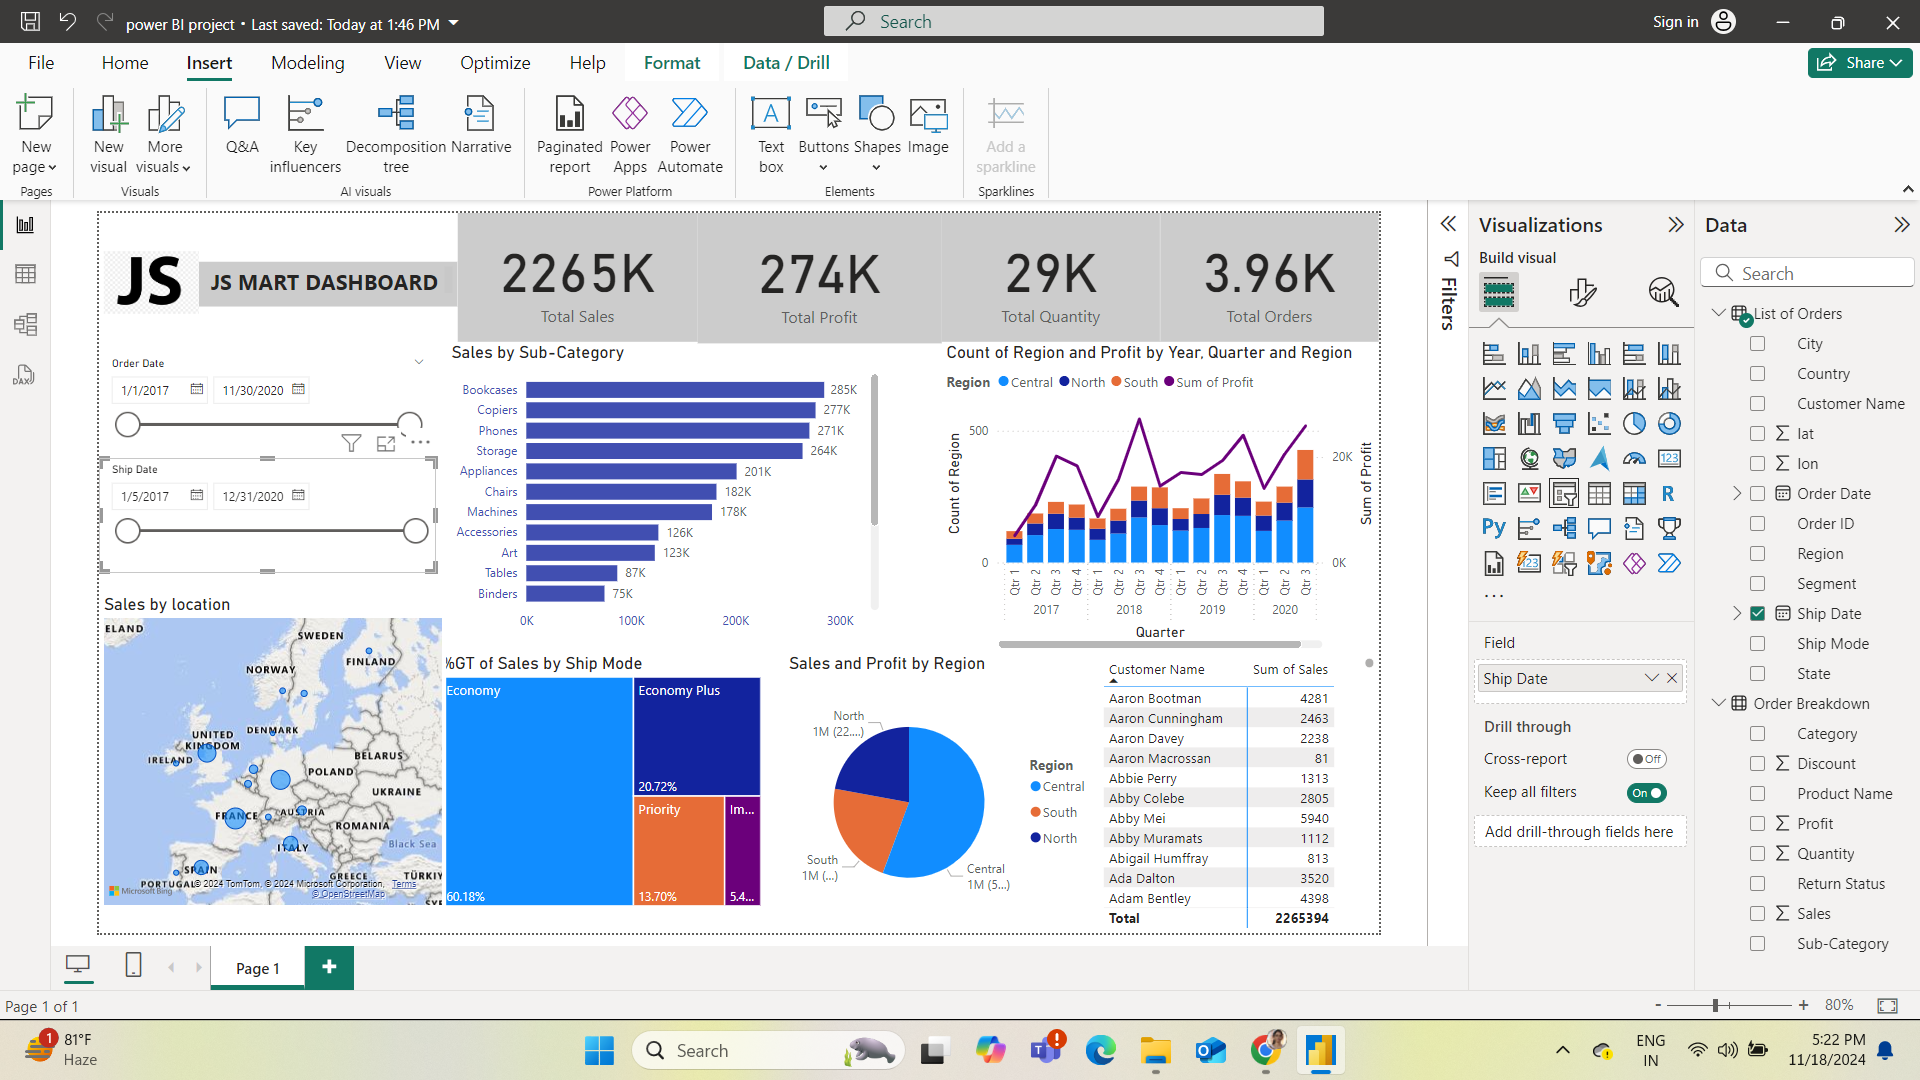 power BI project • Last saved: Today at 1:46 PM
Search
Sign in
File Home Insert Modeling View Optimize Help Format Data / Drill
Share
New page
New visual
More visuals
Q&A
Key influencers
Decomposition tree
Narrative
Paginated report
Power Apps
Power Automate
Text box
Buttons
Shapes
Image
Add a sparkline
Pages
Visuals
AI visuals
Power Platform
Elements
Sparklines
JS
JS MART DASHBOARD
2265K
Total Sales
274K
Total Profit
29K
Total Quantity
3.96K
Total Orders
Order Date
1/1/2017 11/30/2020
Ship Date
1/5/2017 12/31/2020
Sales by Sub-Category
Bookcases 285K
Copiers 277K
Phones 271K
Storage 264K
Appliances 201K
Chairs 182K
Machines 178K
Accessories 126K
Art 123K
Tables 87K
Binders 75K
0K 100K 200K 300K
Count of Region and Profit by Year, Quarter and Region
Region Central North South Sum of Profit
Count of Region
500
0
Sum of Profit
20K
0K
Qtr 1 Qtr 2 Qtr 3 Qtr 4 Qtr 1 Qtr 2 Qtr 3 Qtr 4 Qtr 1 Qtr 2 Qtr 3 Qtr 4 Qtr 1 Qtr 2 Qtr 3
2017 2018 2019 2020
Quarter
Sales by location
ELAND
SWEDEN
NORWAY
FINLAND
DENMARK
UNITED KINGDOM
IRELAND
BELARUS
POLAND
UKRAINE
FRANCE
AUSTRIA
ROMANIA
ITALY
Black Sea
SPAIN
PORTUGAL
GREECE
TÜRKIY
SYR
Microsoft Bing
© 2024 TomTom, © 2024 Microsoft Corporation, Terms
© OpenStreetMap
%GT of Sales by Ship Mode
Economy
60.18%
Economy Plus
20.72%
Priority
13.70%
Im...
5.4...
Sales and Profit by Region
North
1M (22....)
South
1M (...)
Central
1M (5...)
Region
Central
South
North
Customer Name Sum of Sales
Aaron Bootman 4281
Aaron Cunningham 2463
Aaron Davey 2238
Aaron Macrossan 81
Abbie Perry 1313
Abby Colebe 2805
Abby Mei 5940
Abby Muramats 1112
Abigail Humffray 813
Ada Dalton 3520
Adam Bentley 4398
Total 2265394
Filters
Visualizations
Build visual
123
R
Py
123
...
Field
Ship Date
Drill through
Cross-report Off
Keep all filters On
Add drill-through fields here
Data
Search
List of Orders
City
Country
Customer Name
lat
lon
Order Date
Order ID
Region
Segment
Ship Date
Ship Mode
State
Order Breakdown
Category
Discount
Product Name
Profit
Quantity
Return Status
Sales
Sub-Category
DAX
Page 1
Page 1 of 1
- + 80%
1
81°F
Haze
Search
ENG
IN
5:22 PM
11/18/2024